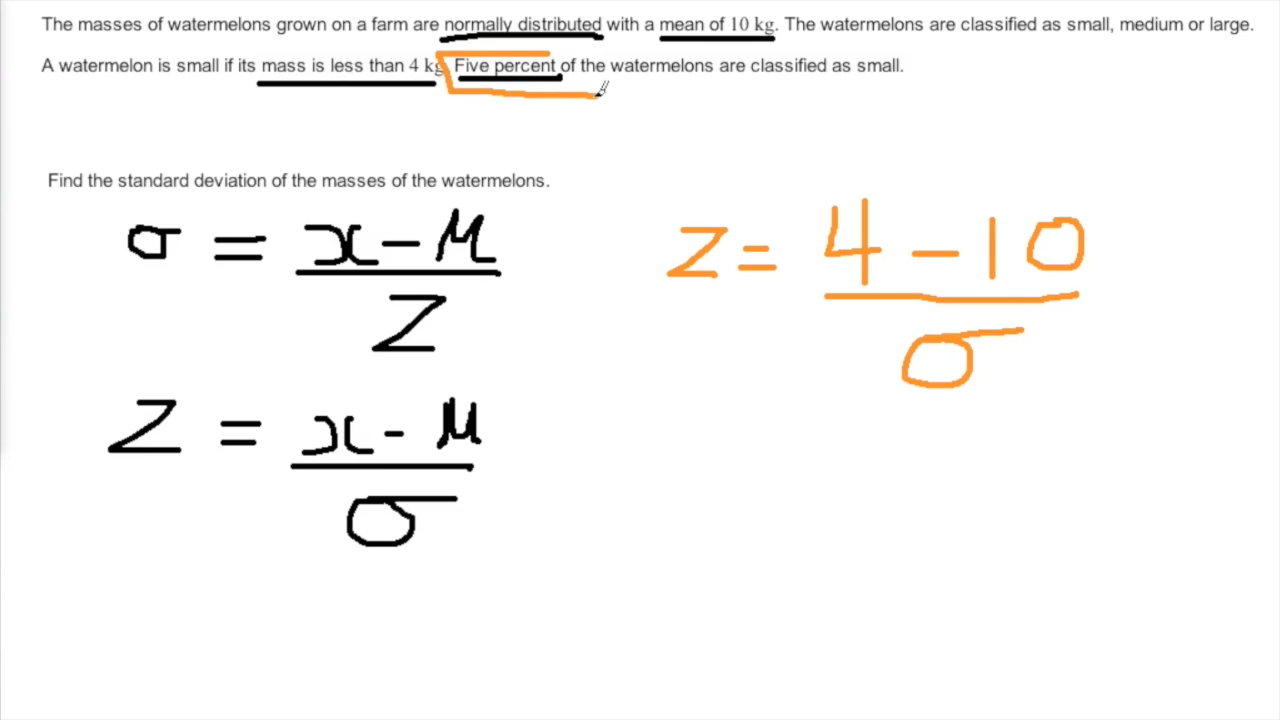 The masses of watermelons grown on a farm are normally distributed with a mean of 10 kg. The watermelons are classified as small, medium or large.
A watermelon is small if its mass is less than 4 kg. Five percent of the watermelons are classified as small.
Find the standard deviation of the masses of the watermelons.
σ = x - μ
z
z = 4 - 10
σ
z = x - μ
σ